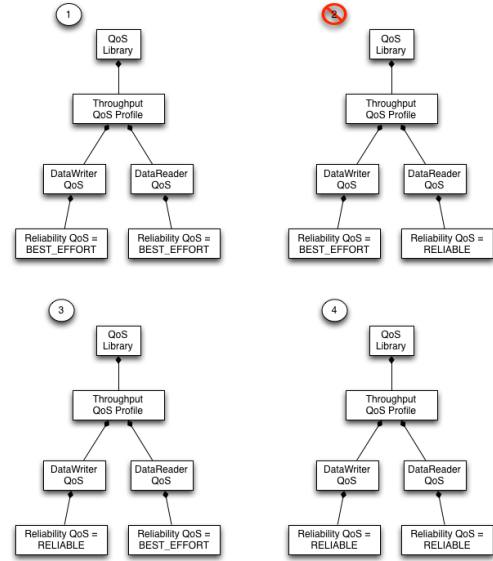 1
QoS
Library
Throughput
QoS Profile
DataWriter
QoS
DataReader
QoS
Reliability QoS =
BEST_EFFORT
Reliability QoS =
BEST_EFFORT
2
QoS
Library
Throughput
QoS Profile
DataWriter
QoS
DataReader
QoS
Reliability QoS =
BEST_EFFORT
Reliability QoS =
RELIABLE
3
QoS
Library
Throughput
QoS Profile
DataWriter
QoS
DataReader
QoS
Reliability QoS =
RELIABLE
Reliability QoS =
BEST_EFFORT
4
QoS
Library
Throughput
QoS Profile
DataWriter
QoS
DataReader
QoS
Reliability QoS =
RELIABLE
Reliability QoS =
RELIABLE